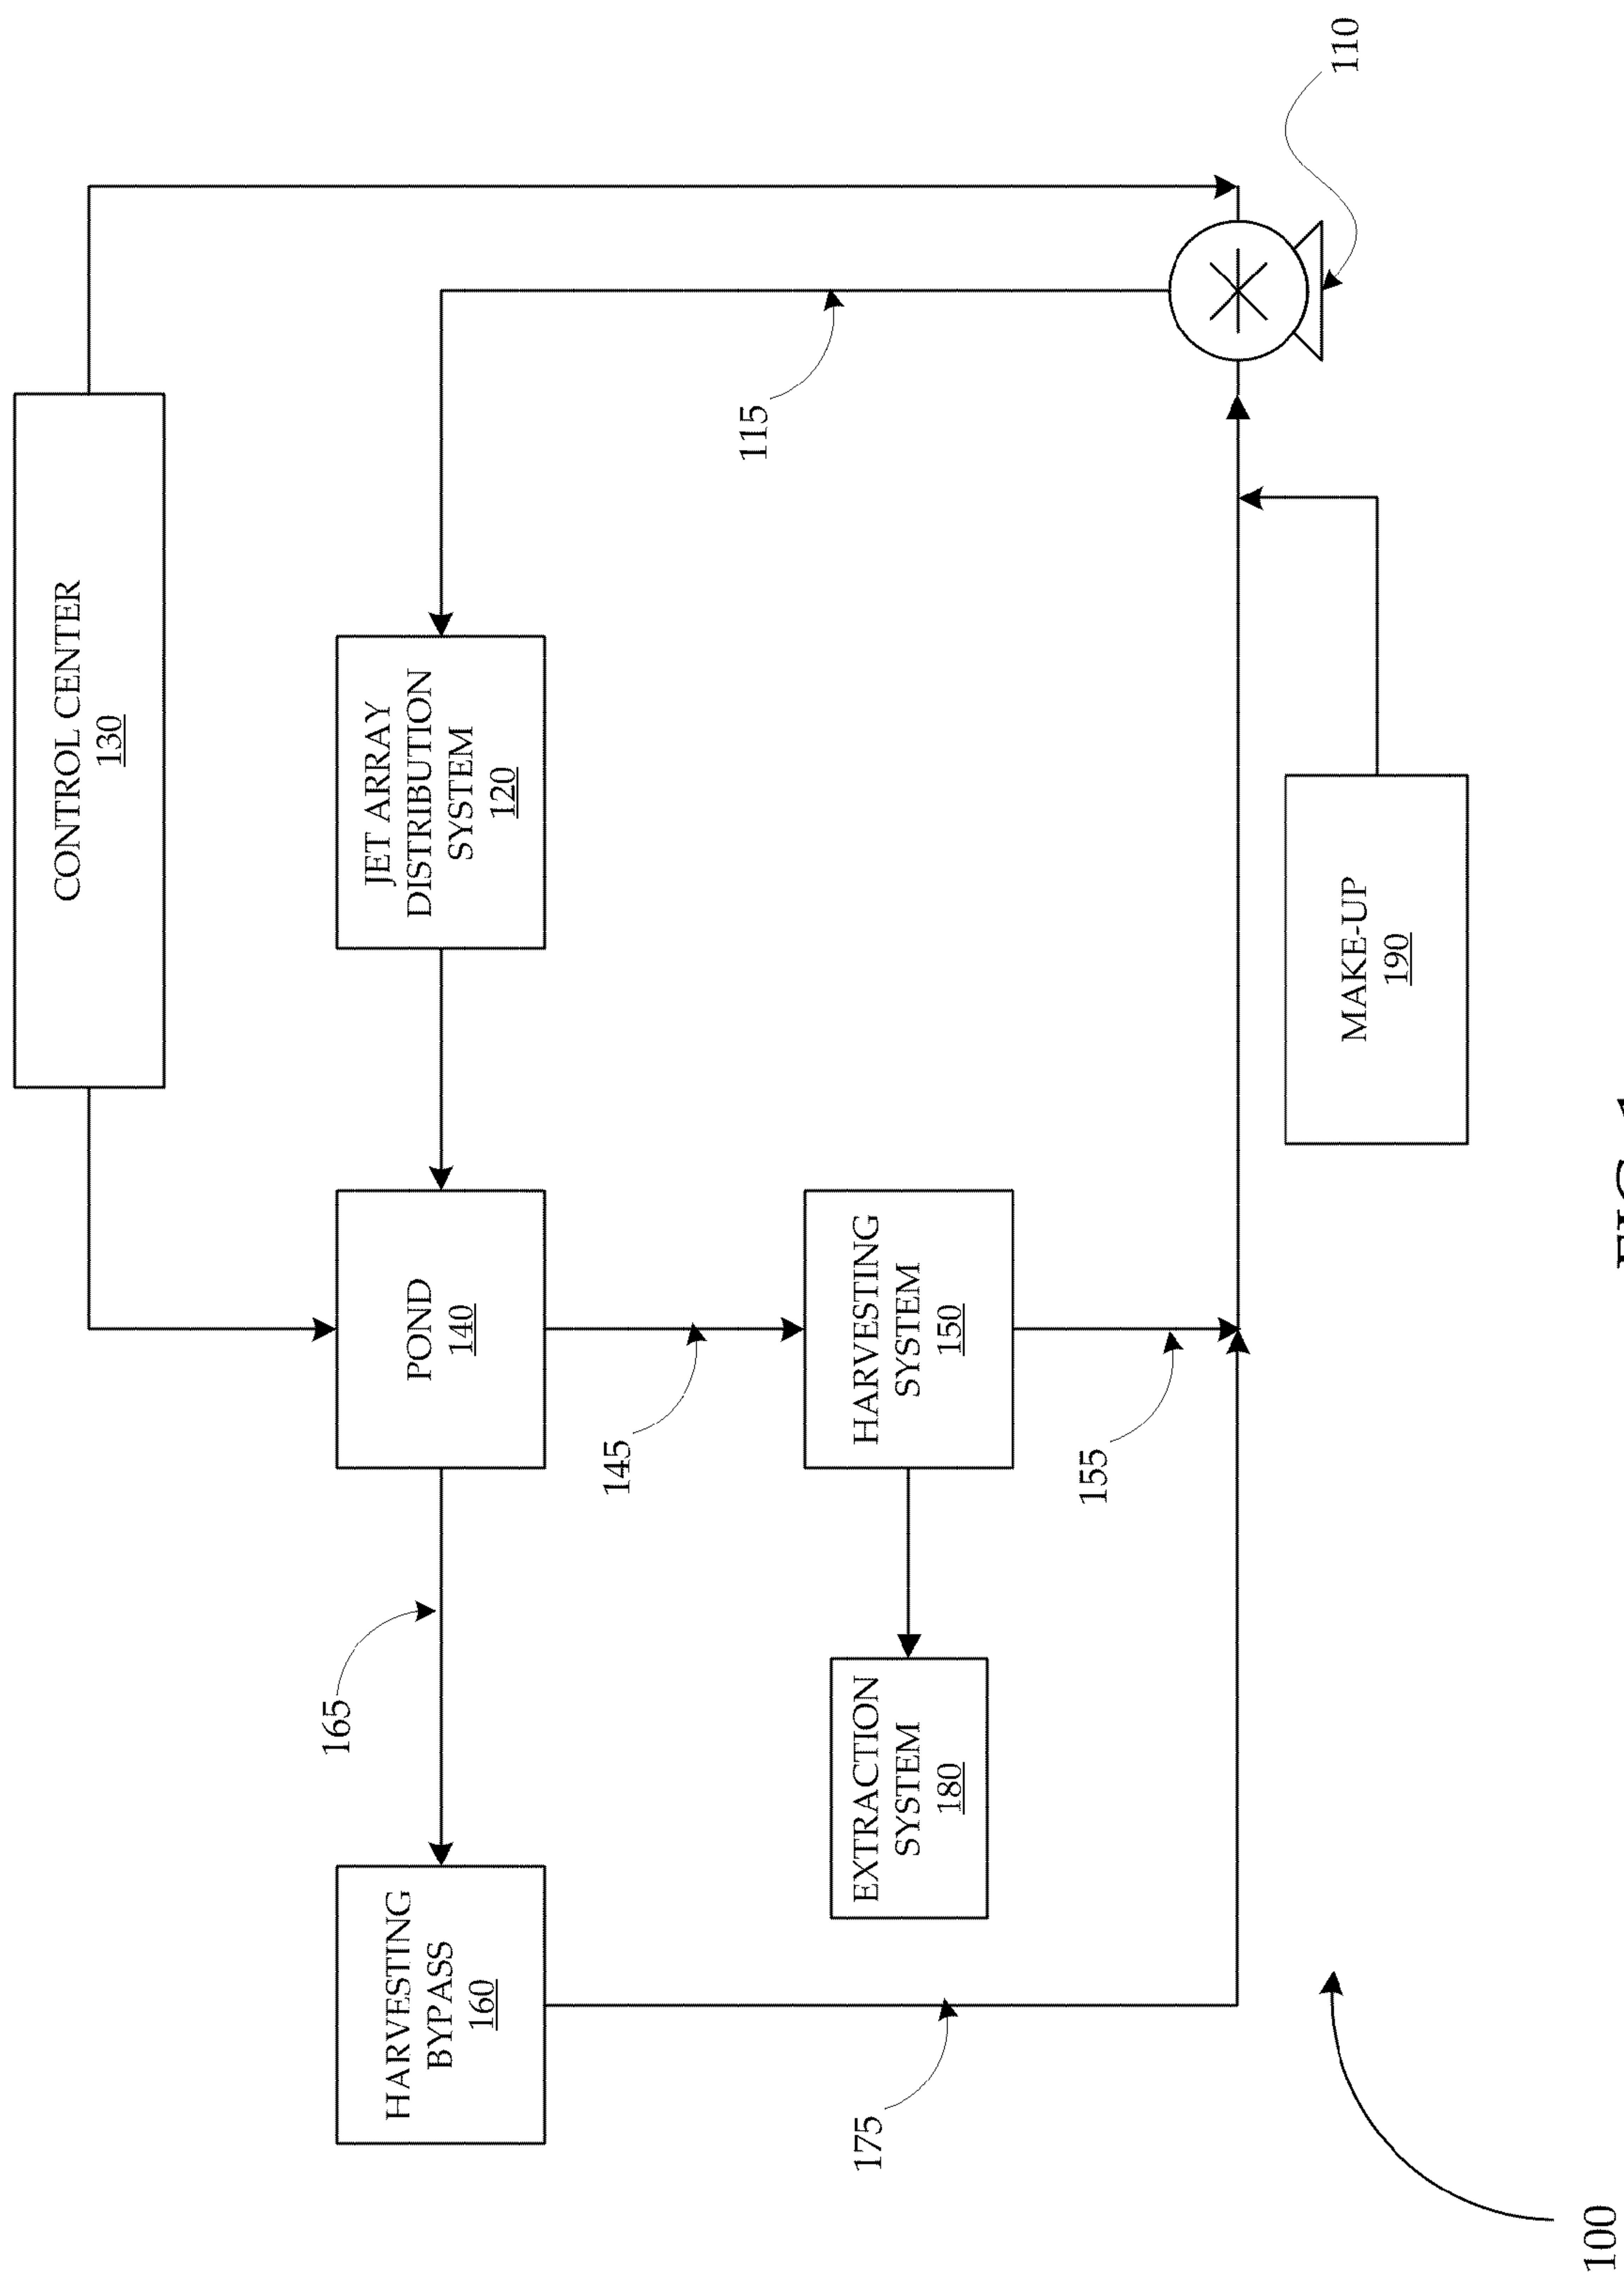 CONTROL CENTER
130
165
HARVESTING
BYPASS
160
POND
140
JET ARRAY
DISTRIBUTION
SYSTEM
120
145
115
175
EXTRACTION
SYSTEM
180
HARVESTING
SYSTEM
150
155
110
MAKE-UP
190
100